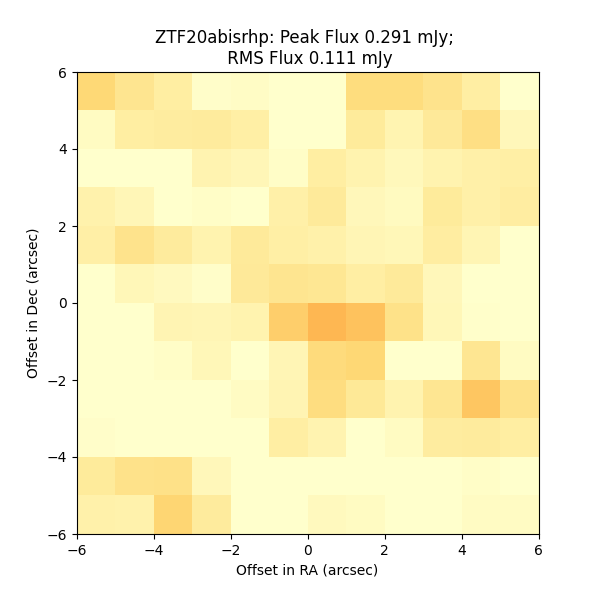 ZTF20abisrhp: Peak Flux 0.291 mJy;
RMS Flux 0.111 mJy
6
4
2
0
−2
−4
−6
Offset in Dec (arcsec)
−6 −4 −2 0 2 4 6
Offset in RA (arcsec)